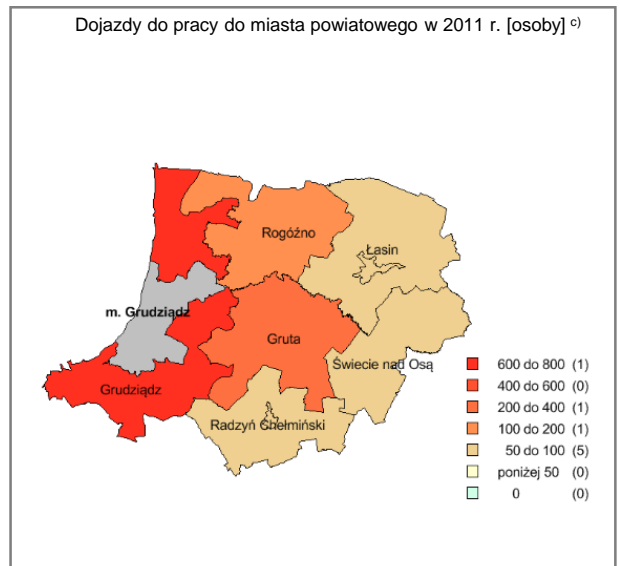 Dojazdy do pracy do miasta powiatowego w 2011 r. [osoby] c)
Rogóźno
Łasin
m. Grudziądz
Gruta
Świecie nad Osą
Grudziądz
Radzyń Chełmiński
600 do 800 (1)
400 do 600 (0)
200 do 400 (1)
100 do 200 (1)
50 do 100 (5)
poniżej 50 (0)
0 (0)